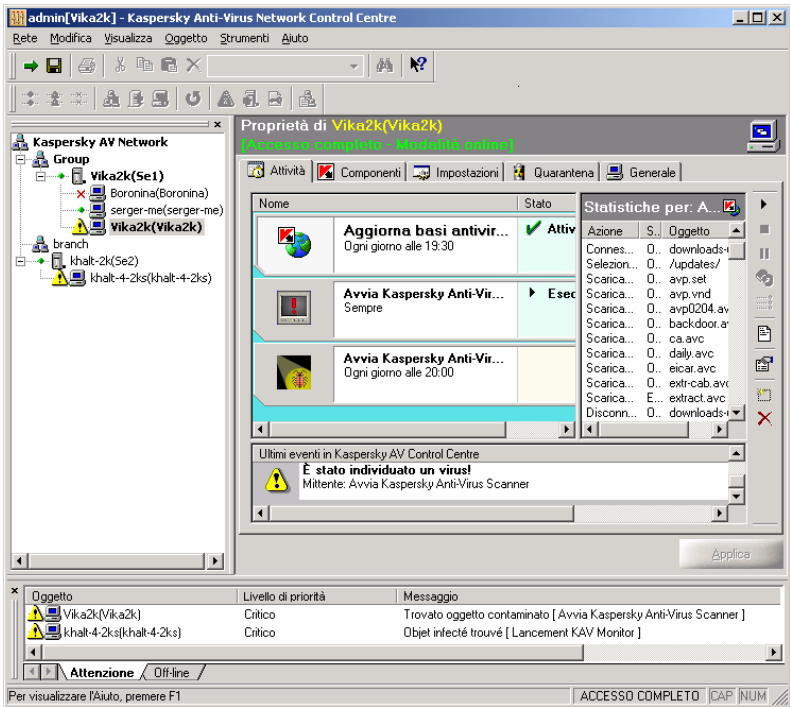 admin[Vika2k] - Kaspersky Anti-Virus Network Control Centre
Rete Modifica Visualizza Oggetto Strumenti Aiuto
Kaspersky AV Network
Group
Vika2k(Se1)
Boronina(Boronina)
serger-me(serger-me)
Vika2k(Vika2k)
branch
khalt-2k(Se2)
khalt-4-2ks(khalt-4-2ks)
Proprietà di Vika2k(Vika2k)
[Accesso completo - Modalità online]
Attività Componenti Impostazioni Quarantena Generale
Nome Stato
Aggiorna basi antivir... Attiv
Ogni giorno alle 19:30
Avvia Kaspersky Anti-Vir... Esec
Sempre
Avvia Kaspersky Anti-Vir...
Ogni giorno alle 20:00
Statistiche per: A...
Azione S.. Oggetto
Connes... O.. downloads-
Selezion... O.. /updates/
Scarica... O.. avp.set
Scarica... O.. avp.vnd
Scarica... O.. avp0204.av
Scarica... O.. backdoor.a
Scarica... O.. ca.avc
Scarica... O.. daily.avc
Scarica... O.. eicar.avc
Scarica... O.. extr-cab.avc
Scarica... E... extract.avc
Disconn... O.. downloads-
Ultimi eventi in Kaspersky AV Control Centre
È stato individuato un virus!
Mittente: Avvia Kaspersky Anti-Virus Scanner
Applica
Oggetto Livello di priorità Messaggio
Vika2k(Vika2k) Critico Trovato oggetto contaminato [ Avvia Kaspersky Anti-Virus Scanner ]
khalt-4-2ks(khalt-4-2ks) Critico Objet infecté trouvé [ Lancement KAV Monitor ]
Attenzione Off-line
Per visualizzare l'Aiuto, premere F1 ACCESSO COMPLETO CAP NUM